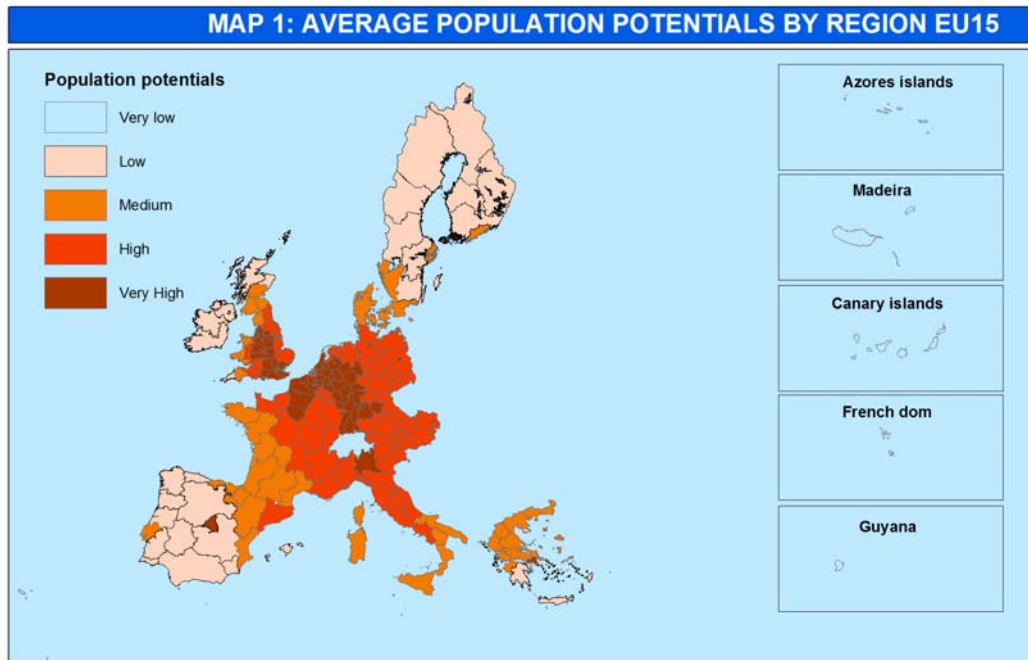 MAP 1: AVERAGE POPULATION POTENTIALS BY REGION EU15
Population potentials
Very low
Low
Medium
High
Very High
Azores islands
Madeira
Canary islands
French dom
Guyana